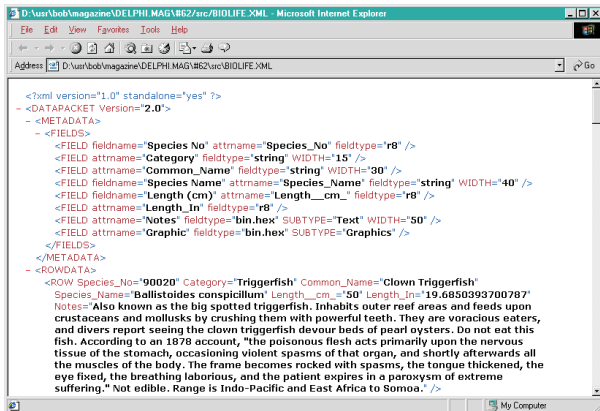 D:\usr\bob\magazine\DELPHI.MAG\#62/src/BIOLIFE.XML - Microsoft Internet Explorer
File Edit View Favorites Tools Help
Address D:\usr\bob\magazine\DELPHI.MAG\#62/src/BIOLIFE.XML Go
<?xml version="1.0" standalone="yes" ?>
- <DATAPACKET Version="2.0">
- <METADATA>
- <FIELDS>
<FIELD fieldname="Species No" attrname="Species_No" fieldtype="r8" />
<FIELD attrname="Category" fieldtype="string" WIDTH="15" />
<FIELD attrname="Common_Name" fieldtype="string" WIDTH="30" />
<FIELD fieldname="Species Name" attrname="Species_Name" fieldtype="string" WIDTH="40" />
<FIELD fieldname="Length (cm)" attrname="Length__cm_" fieldtype="r8" />
<FIELD attrname="Length_In" fieldtype="r8" />
<FIELD attrname="Notes" fieldtype="bin.hex" SUBTYPE="Text" WIDTH="50" />
<FIELD attrname="Graphic" fieldtype="bin.hex" SUBTYPE="Graphics" />
</FIELDS>
</METADATA>
- <ROWDATA>
<ROW Species_No="90020" Category="Triggerfish" Common_Name="Clown Triggerfish"
Species_Name="Ballistoides conspicillum" Length__cm_="50" Length_In="19.6850393700787"
Notes="Also known as the big spotted triggerfish. Inhabits outer reef areas and feeds upon
crustaceans and mollusks by crushing them with powerful teeth. They are voracious eaters,
and divers report seeing the clown triggerfish devour beds of pearl oysters. Do not eat this
fish. According to an 1878 account, "the poisonous flesh acts primarily upon the nervous
tissue of the stomach, occasioning violent spasms of that organ, and shortly afterwards all
the muscles of the body. The frame becomes rocked with spasms, the tongue thickened, the
eye fixed, the breathing laborious, and the patient expires in a paroxysm of extreme
suffering." Not edible. Range is Indo-Pacific and East Africa to Somoa." />
My Computer